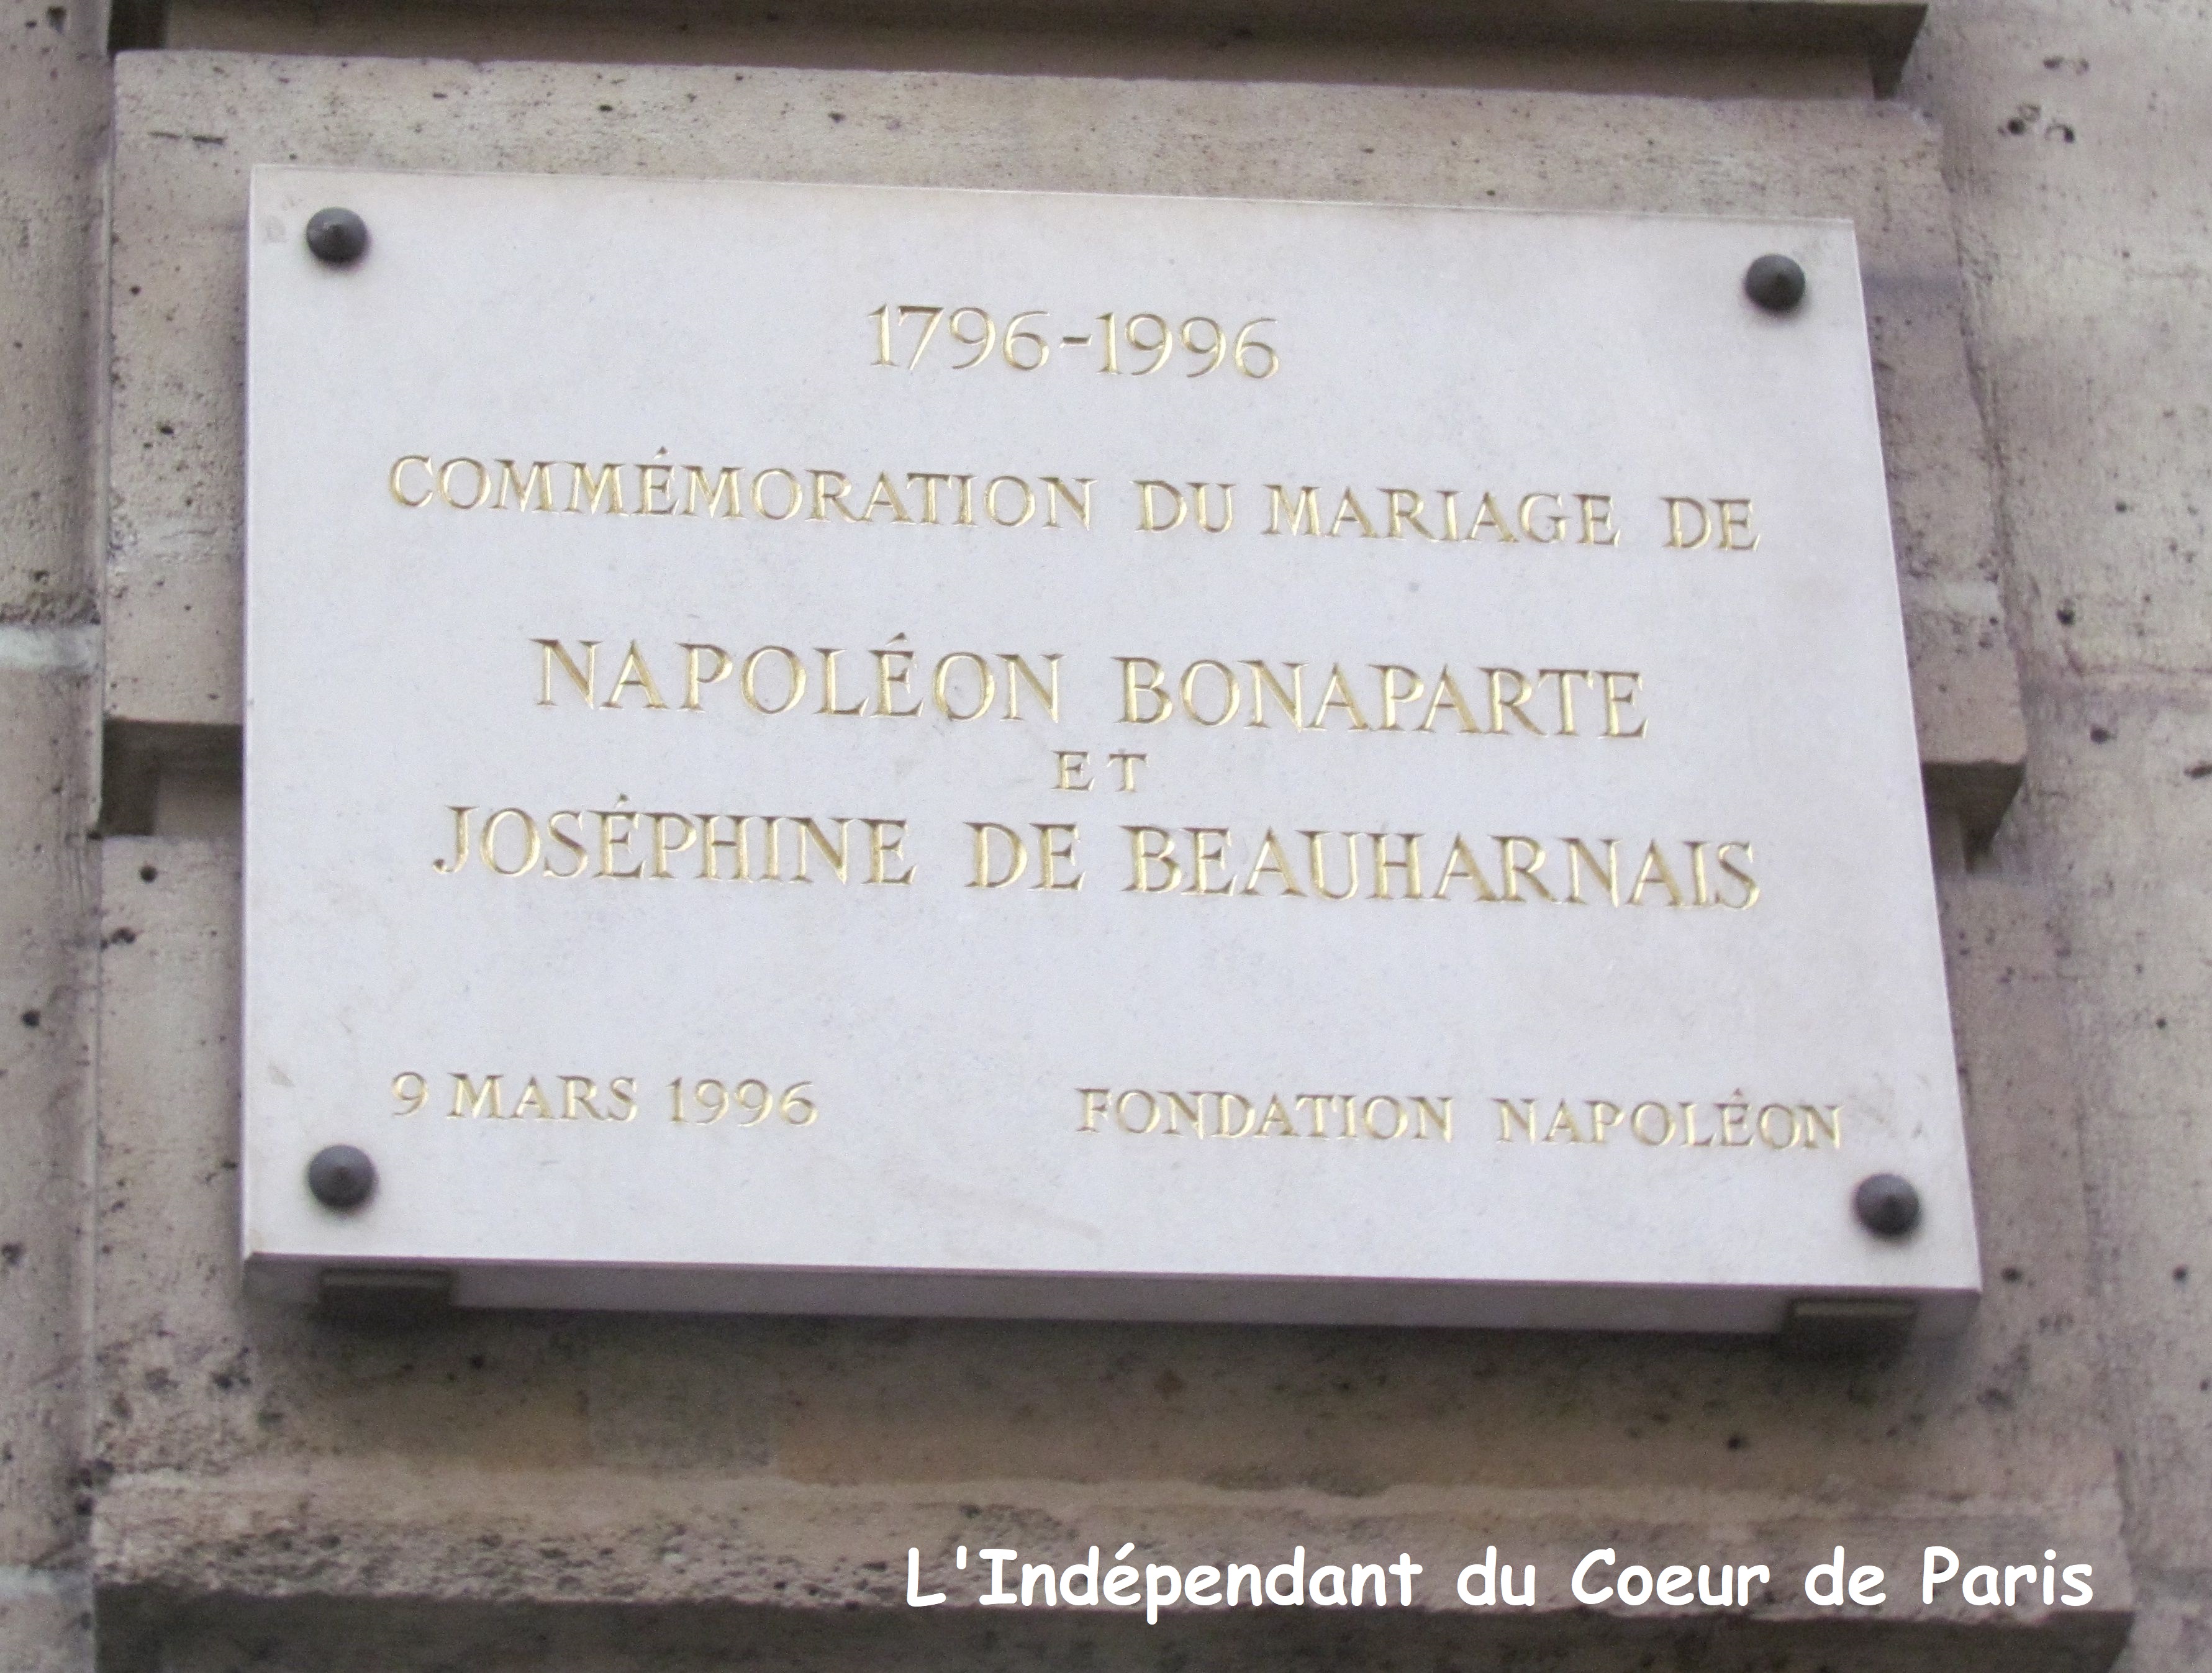 1796-1996
COMMÉMORATION DU MARIAGE DE
NAPOLÉON BONAPARTE
ET
JOSÉPHINE DE BEAUHARNAIS
9 MARS 1996 FONDATION NAPOLÉON
L'Indépendant du Coeur de Paris